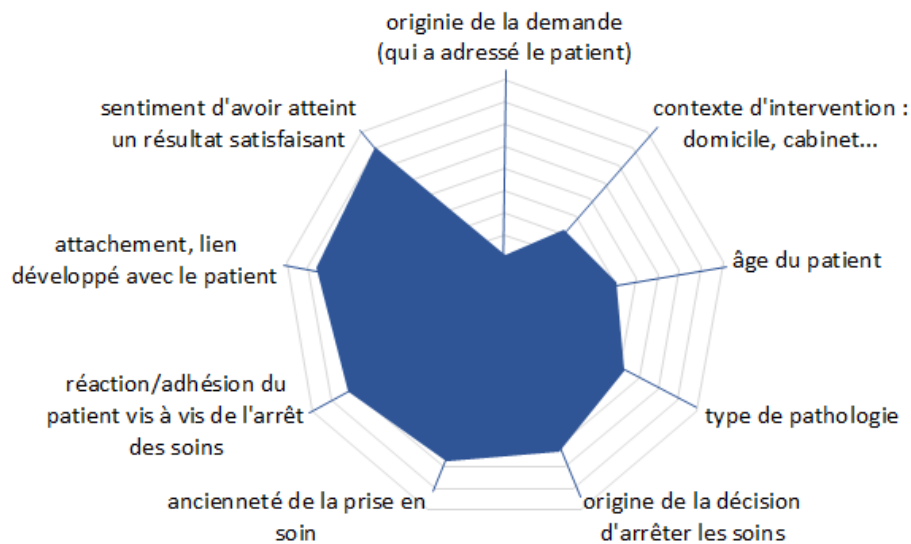 originie de la demande
(qui a adressé le patient)
contexte d'intervention :
domicile, cabinet...
âge du patient
type de pathologie
origine de la décision
d'arrêter les soins
ancienneté de la prise en
soin
réaction/adhésion du
patient vis à vis de l'arrêt
des soins
attachement, lien
développé avec le patient
sentiment d'avoir atteint
un résultat satisfaisant